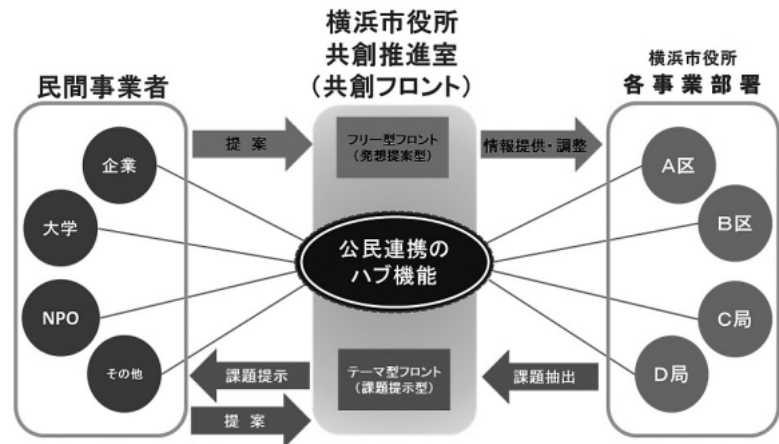 横浜市役所
共創推進室
(共創フロント)
民間事業者
横浜市役所
各事業部署
企業
大学
NPO
その他
提 案
フリー型フロント
(発想提案型)
情報提供・調整
公民連携の
ハブ機能
課題提示
テーマ型フロント
(課題提示型)
課題抽出
提 案
A区
B区
C局
D局